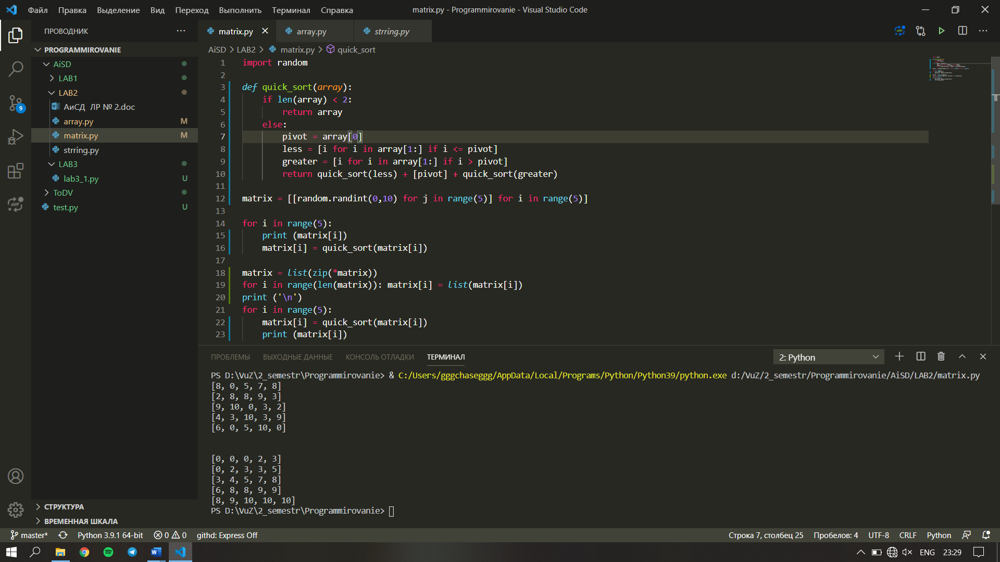 Файл Правка Выделение Вид Переход Выполнить Терминал Справка
matrix.py - Programmirovanie - Visual Studio Code
ПРОВОДНИК
PROGRAMMIROVANIE
AiSD
LAB1
LAB2
АиСД ЛР № 2.doc
array.py M
matrix.py M
strring.py
LAB3
lab3_1.py U
ToDV
test.py U
СТРУКТУРА
ВРЕМЕННАЯ ШКАЛА
9
matrix.py array.py strring.py
AiSD > LAB2 > matrix.py > quick_sort
1 import random
2
3 def quick_sort(array):
4 if len(array) < 2:
5 return array
6 else:
7 pivot = array[0]
8 less = [i for i in array[1:] if i <= pivot]
9 greater = [i for i in array[1:] if i > pivot]
10 return quick_sort(less) + [pivot] + quick_sort(greater)
11
12 matrix = [[random.randint(0,10) for j in range(5)] for i in range(5)]
13
14 for i in range(5):
15 print (matrix[i])
16 matrix[i] = quick_sort(matrix[i])
17
18 matrix = list(zip(*matrix))
19 for i in range(len(matrix)): matrix[i] = list(matrix[i])
20 print ('\n')
21 for i in range(5):
22 matrix[i] = quick_sort(matrix[i])
23 print (matrix[i])
ПРОБЛЕМЫ ВЫХОДНЫЕ ДАННЫЕ КОНСОЛЬ ОТЛАДКИ ТЕРМИНАЛ
2: Python
PS D:\VuZ\2_semestr\Programmirovanie> & C:/Users/gggchaseggg/AppData/Local/Programs/Python/Python39/python.exe d:/VuZ/2_semestr/Programmirovanie/AiSD/LAB2/matrix.py
[8, 0, 5, 7, 8]
[2, 8, 8, 9, 3]
[9, 10, 0, 3, 2]
[4, 3, 10, 3, 9]
[6, 0, 5, 10, 0]
[0, 0, 0, 2, 3]
[0, 2, 3, 3, 5]
[3, 4, 5, 7, 8]
[6, 8, 8, 9, 9]
[8, 9, 10, 10, 10]
PS D:\VuZ\2_semestr\Programmirovanie>
master* Python 3.9.1 64-bit 0 0 githd: Express Off
Строка 7, столбец 25 Пробелов: 4 UTF-8 CRLF Python
ENG 23:29